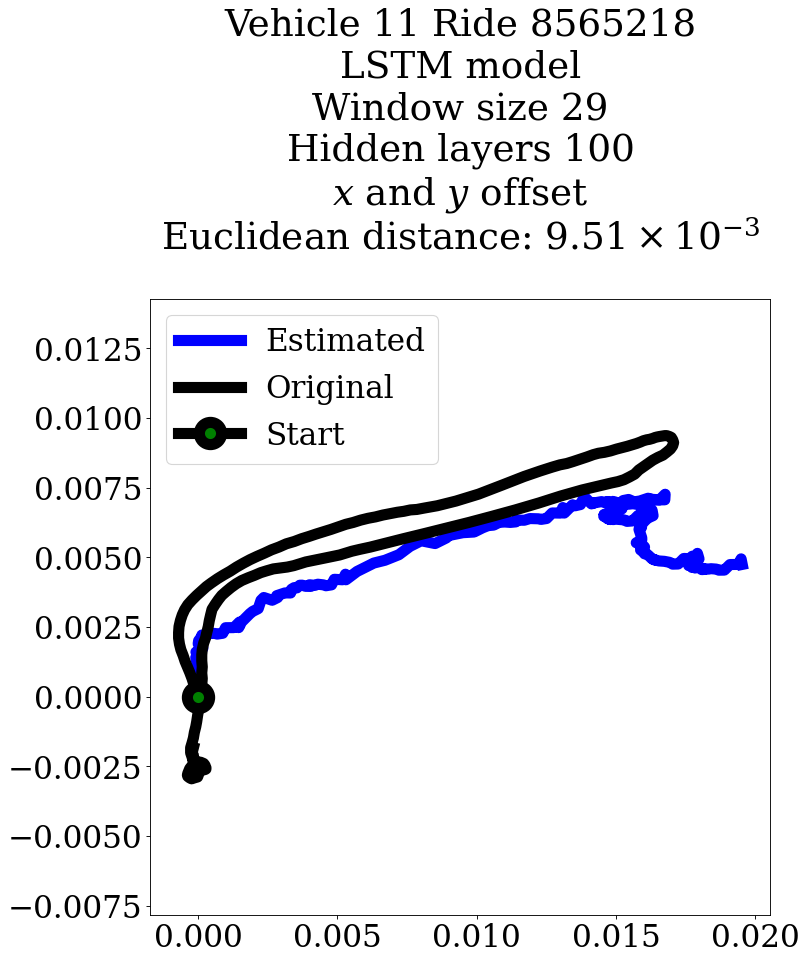 Vehicle 11 Ride 8565218
LSTM model
Window size 29
Hidden layers 100
x and y offset
Euclidean distance: 9.51 × 10⁻³
Estimated
Original
Start
0.0125
0.0100
0.0075
0.0050
0.0025
0.0000
−0.0025
−0.0050
−0.0075
0.000 0.005 0.010 0.015 0.020